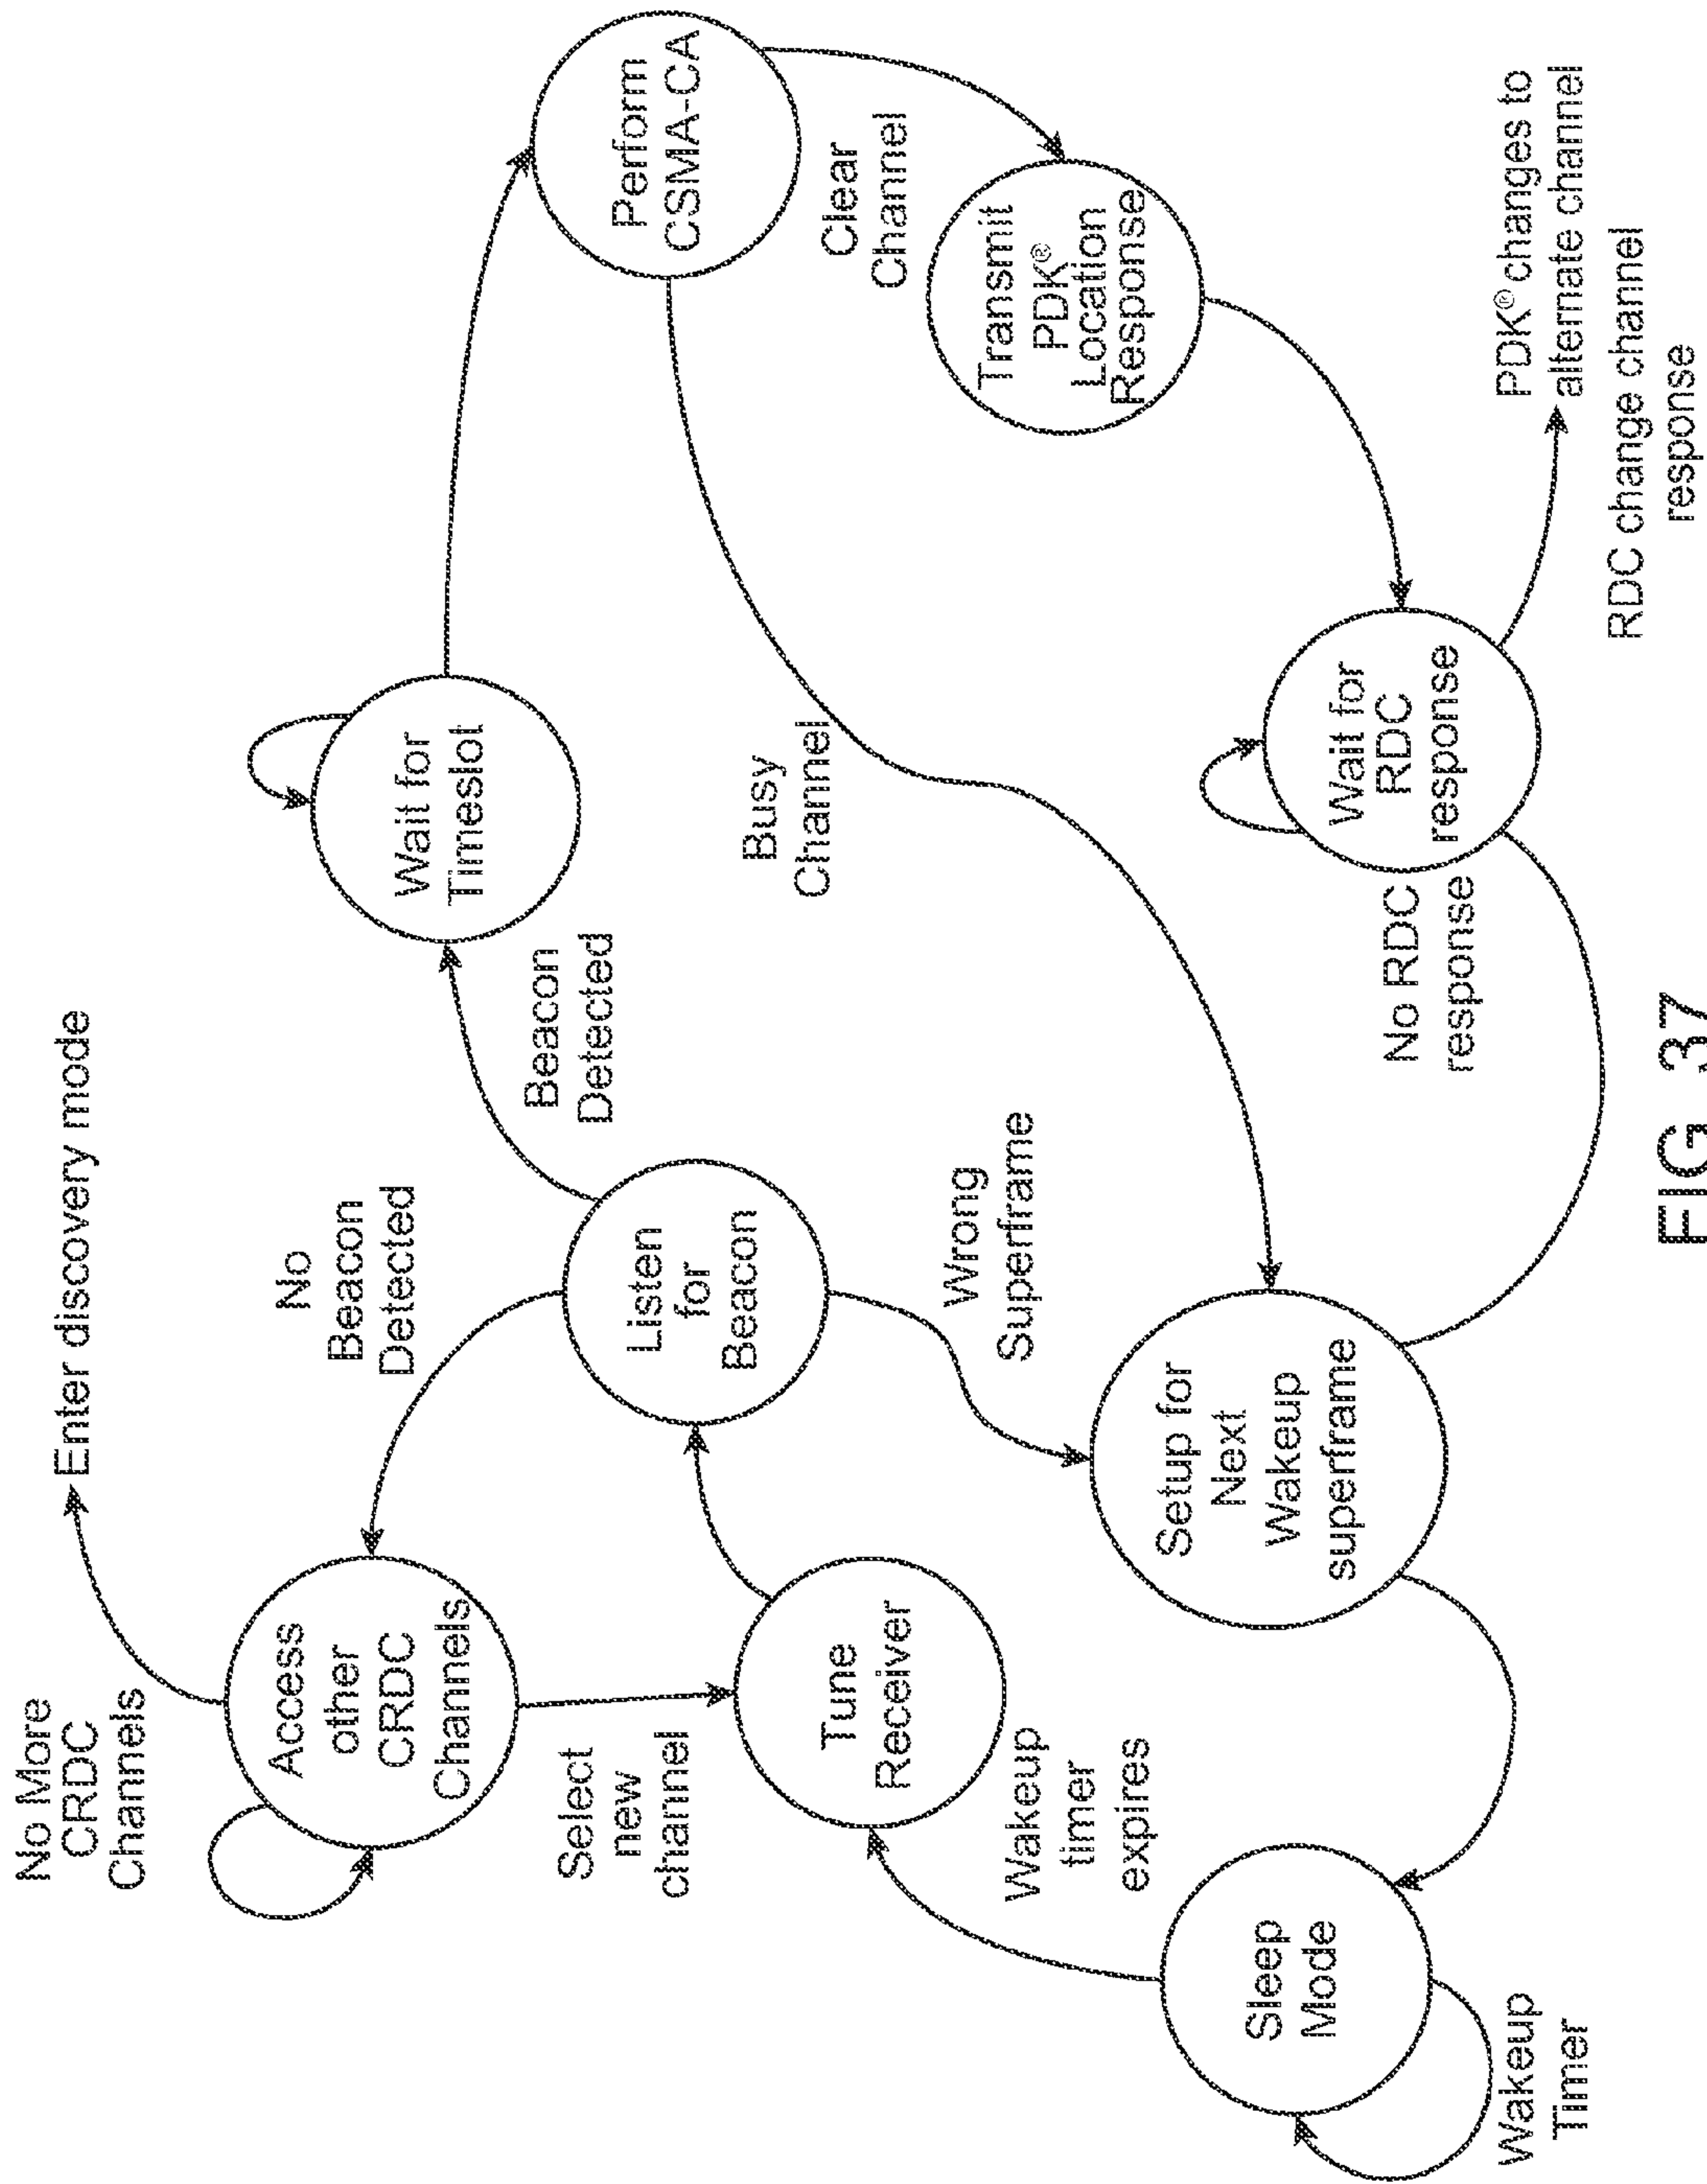 No More
CRDC
Channels
Enter discovery mode
Access
other
CRDC
Channels
No
Beacon
Detected
Select
new
channel
Tune
Receiver
Listen
for
Beacon
Beacon
Detected
Wait for
Timeslot
Perform
CSMA-CA
Wakeup
timer
expires
Wrong
Superframe
Busy
Channel
Clear
Channel
Sleep
Mode
Wakeup
Timer
Setup for
Next
Wakeup
superframe
Transmit
PDK®
Location
Response
No RDC
response
Wait for
RDC
response
PDK® changes to
alternate channel
RDC change channel
response
FIG. 37